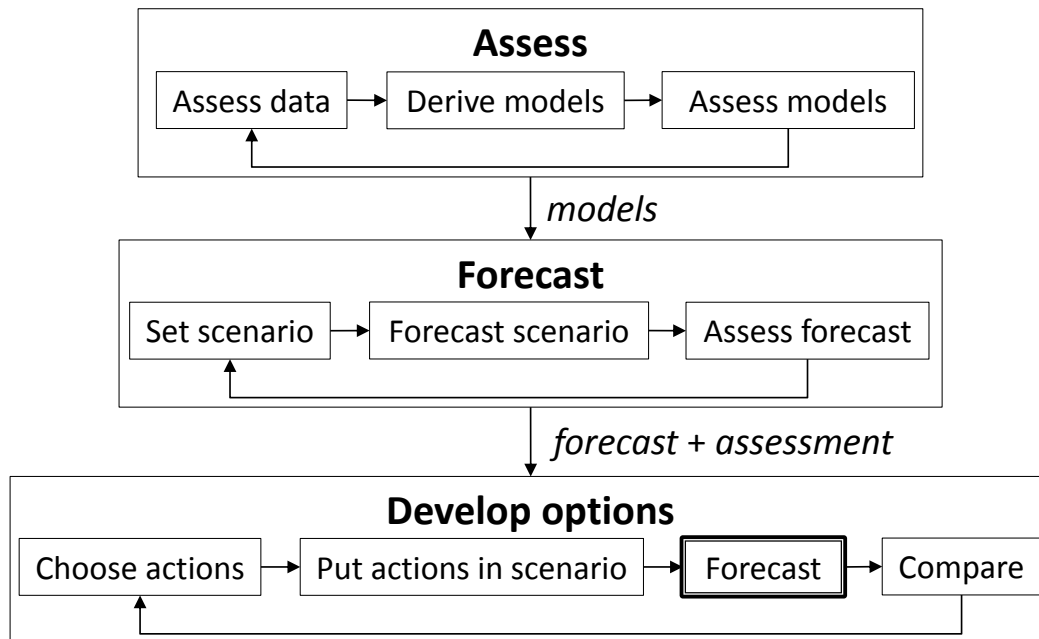 Assess
Assess data
Derive models
Assess models
models
Forecast
Set scenario
Forecast scenario
Assess forecast
forecast + assessment
Develop options
Choose actions
Put actions in scenario
Forecast
Compare